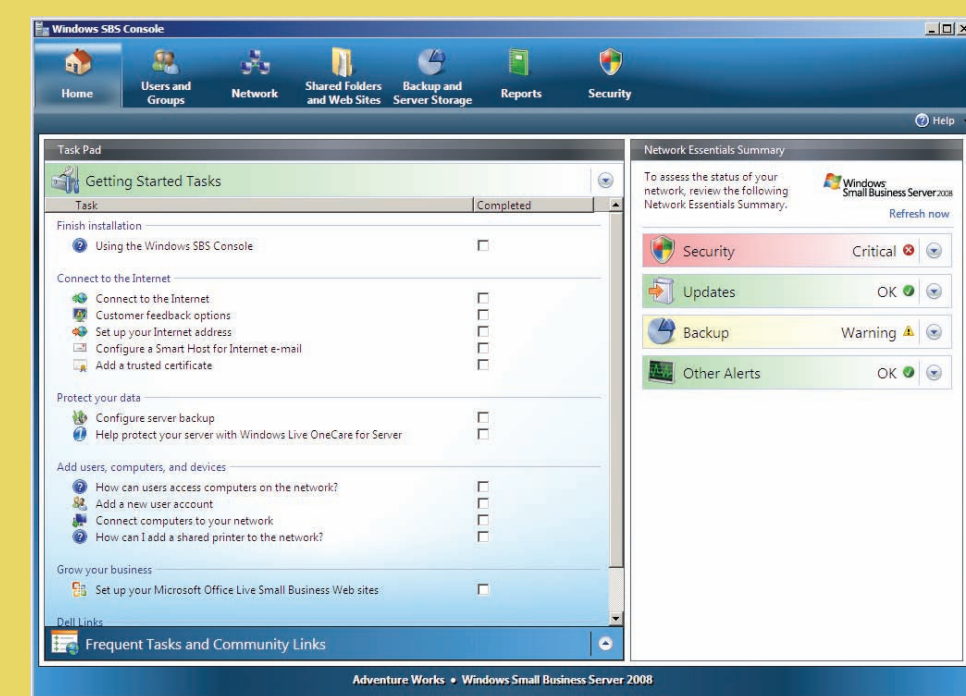 Windows SBS Console
Home
Users and
Groups
Network
Shared Folders
and Web Sites
Backup and
Server Storage
Reports
Security
Help
Task Pad
Getting Started Tasks
Task Completed
Finish installation
Using the Windows SBS Console
Connect to the Internet
Connect to the Internet
Customer feedback options
Set up your Internet address
Configure a Smart Host for Internet e-mail
Add a trusted certificate
Protect your data
Configure server backup
Help protect your server with Windows Live OneCare for Server
Add users, computers, and devices
How can users access computers on the network?
Add a new user account
Connect computers to your network
How can I add a shared printer to the network?
Grow your business
Set up your Microsoft Office Live Small Business Web sites
Dell Links
Frequent Tasks and Community Links
Network Essentials Summary
To assess the status of your
network, review the following
Network Essentials Summary.
Windows
Small Business Server 2008
Refresh now
Security Critical
Updates OK
Backup Warning
Other Alerts OK
Adventure Works • Windows Small Business Server 2008